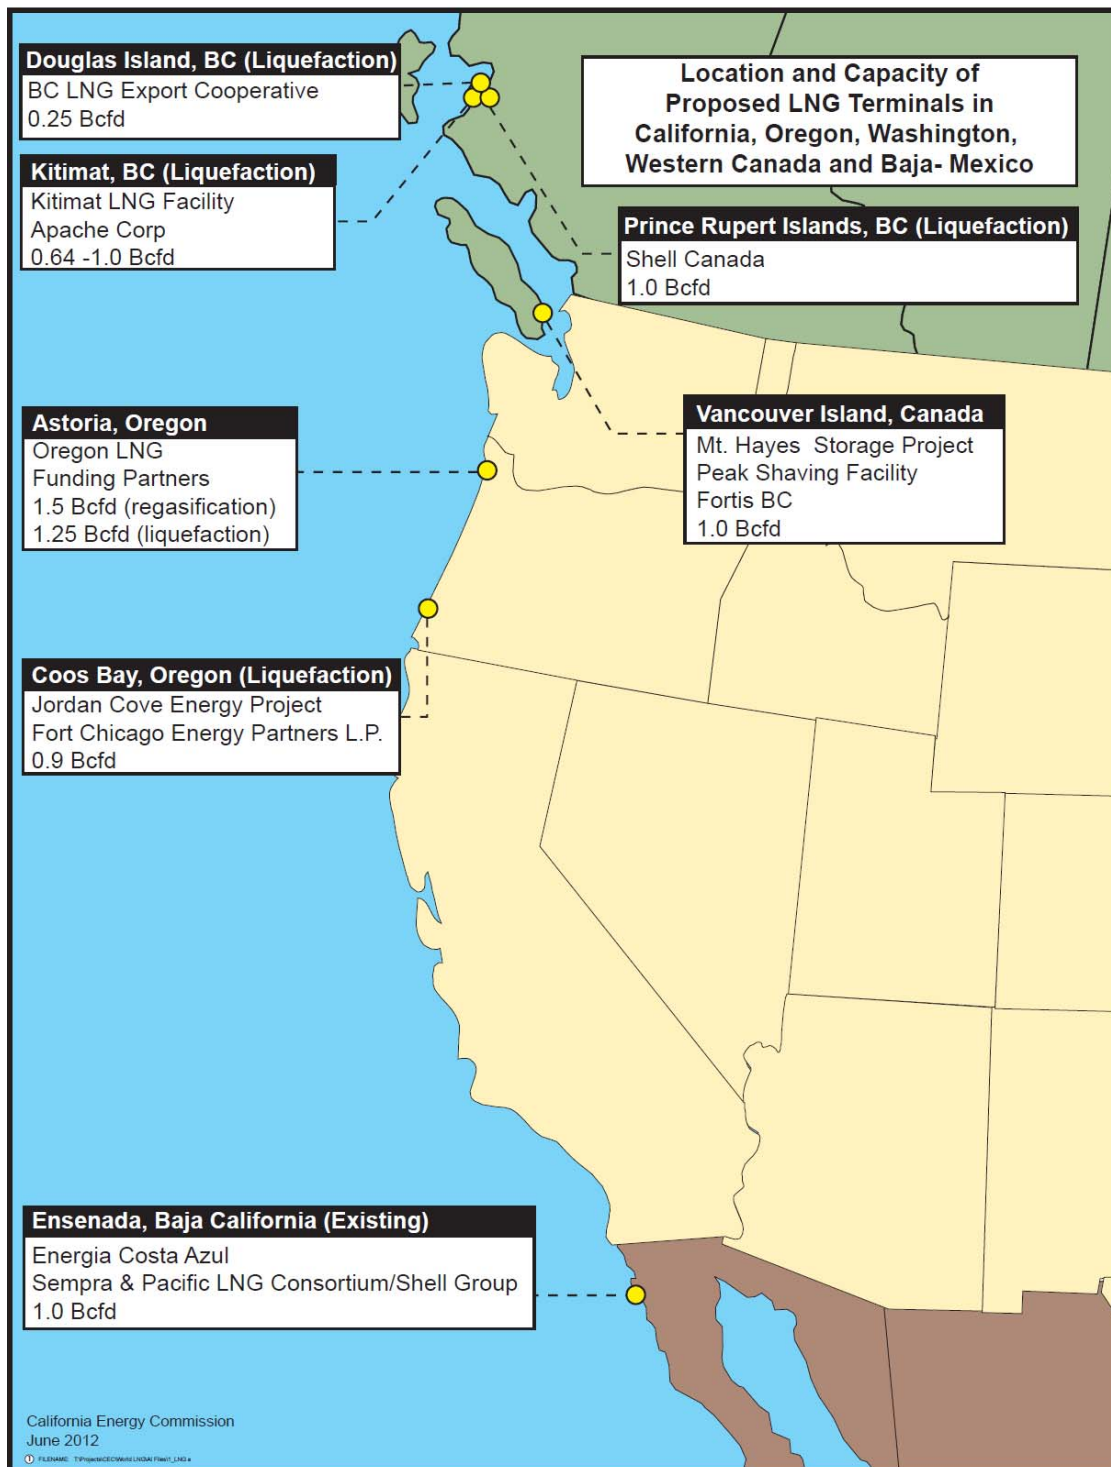 Location and Capacity of
Proposed LNG Terminals in
California, Oregon, Washington,
Western Canada and Baja- Mexico
Douglas Island, BC (Liquefaction)
BC LNG Export Cooperative
0.25 Bcfd
Kitimat, BC (Liquefaction)
Kitimat LNG Facility
Apache Corp
0.64 -1.0 Bcfd
Prince Rupert Islands, BC (Liquefaction)
Shell Canada
1.0 Bcfd
Astoria, Oregon
Oregon LNG
Funding Partners
1.5 Bcfd (regasification)
1.25 Bcfd (liquefaction)
Vancouver Island, Canada
Mt. Hayes Storage Project
Peak Shaving Facility
Fortis BC
1.0 Bcfd
Coos Bay, Oregon (Liquefaction)
Jordan Cove Energy Project
Fort Chicago Energy Partners L.P.
0.9 Bcfd
Ensenada, Baja California (Existing)
Energia Costa Azul
Sempra & Pacific LNG Consortium/Shell Group
1.0 Bcfd
California Energy Commission
June 2012
FILENAME: